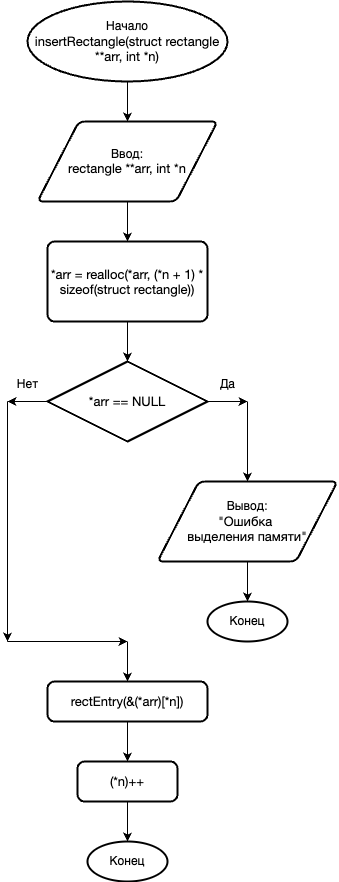 Начало
insertRectangle(struct rectangle
**arr, int *n)
Ввод:
rectangle **arr, int *n
*arr = realloc(*arr, (*n + 1) *
sizeof(struct rectangle))
Нет
Да
*arr == NULL
Вывод:
"Ошибка
выделения памяти"
Конец
rectEntry(&(*arr)[*n])
(*n)++
Конец